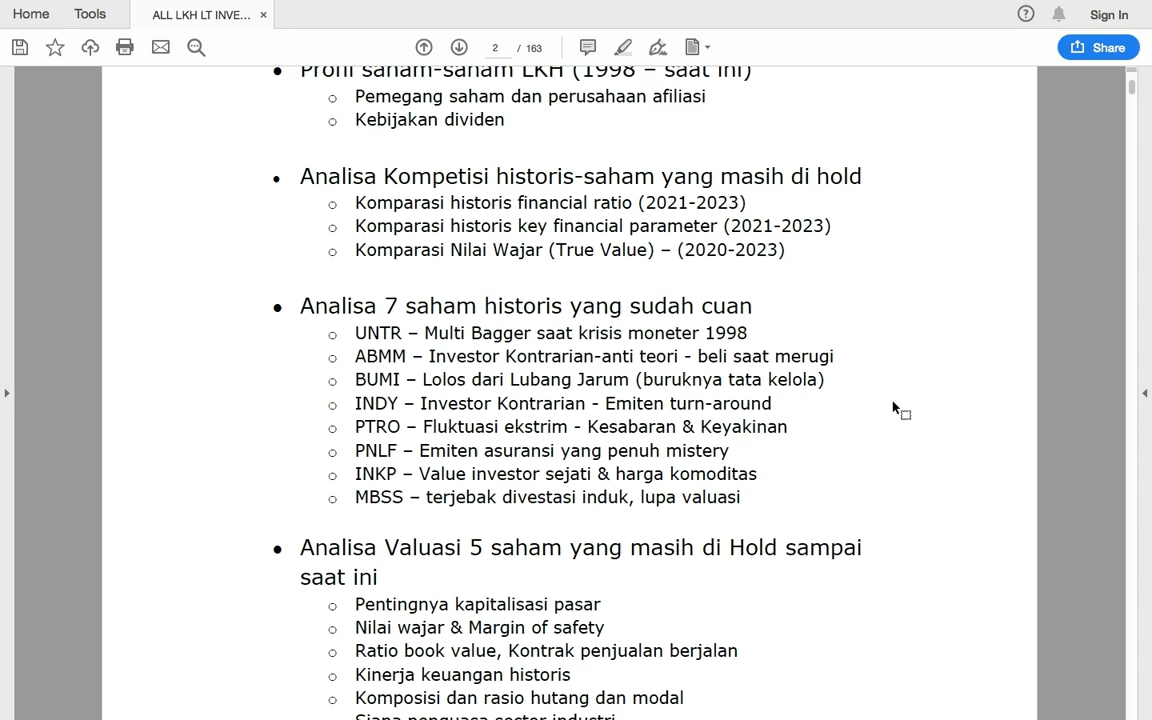 Home Tools ALL LKH LT INVE... × ? Sign In
2 / 163 Share
• Profil saham-saham LKH (1998 – saat ini)
○ Pemegang saham dan perusahaan afiliasi
○ Kebijakan dividen
• Analisa Kompetisi historis-saham yang masih di hold
○ Komparasi historis financial ratio (2021-2023)
○ Komparasi historis key financial parameter (2021-2023)
○ Komparasi Nilai Wajar (True Value) – (2020-2023)
• Analisa 7 saham historis yang sudah cuan
○ UNTR – Multi Bagger saat krisis moneter 1998
○ ABMM – Investor Kontrarian-anti teori - beli saat merugi
○ BUMI – Lolos dari Lubang Jarum (buruknya tata kelola)
○ INDY – Investor Kontrarian - Emiten turn-around
○ PTRO – Fluktuasi ekstrim - Kesabaran & Keyakinan
○ PNLF – Emiten asuransi yang penuh mistery
○ INKP – Value investor sejati & harga komoditas
○ MBSS – terjebak divestasi induk, lupa valuasi
• Analisa Valuasi 5 saham yang masih di Hold sampai
saat ini
○ Pentingnya kapitalisasi pasar
○ Nilai wajar & Margin of safety
○ Ratio book value, Kontrak penjualan berjalan
○ Kinerja keuangan historis
○ Komposisi dan rasio hutang dan modal
○ Siapa penguasa sector industri